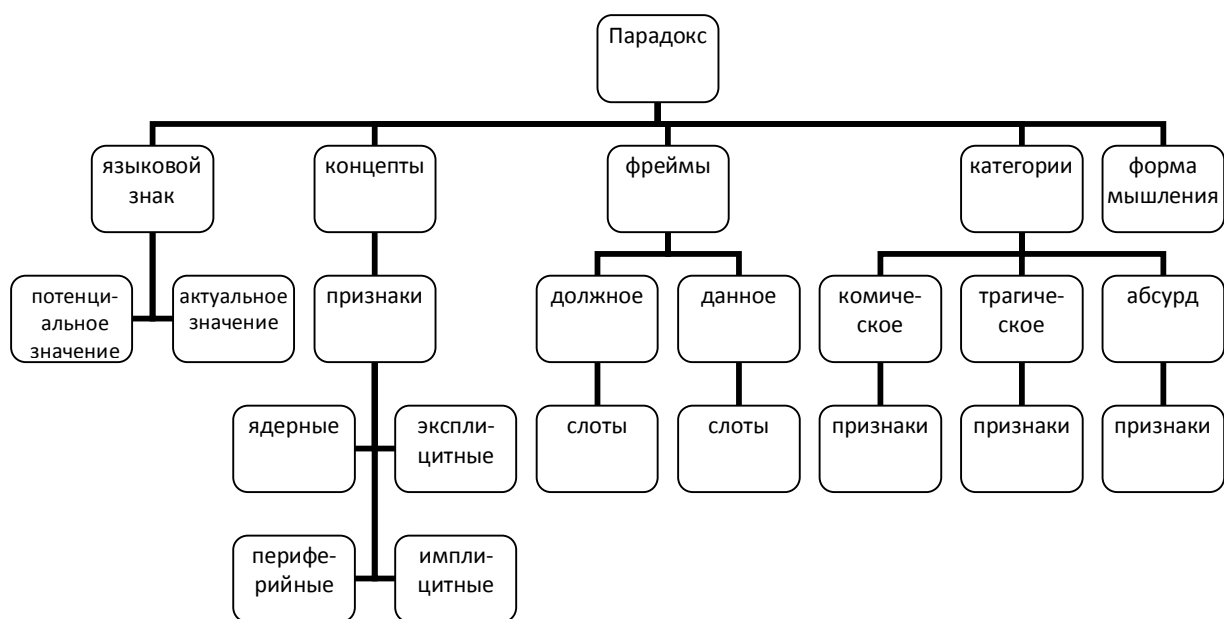 Парадокс
языковой
знак
концепты
фреймы
категории
форма
мышления
потенци-
альное
значение
актуальное
значение
признаки
должное
данное
комиче-
ское
трагиче-
ское
абсурд
ядерные
экспли-
цитные
слоты
слоты
признаки
признаки
признаки
перифе-
рийные
импли-
цитные